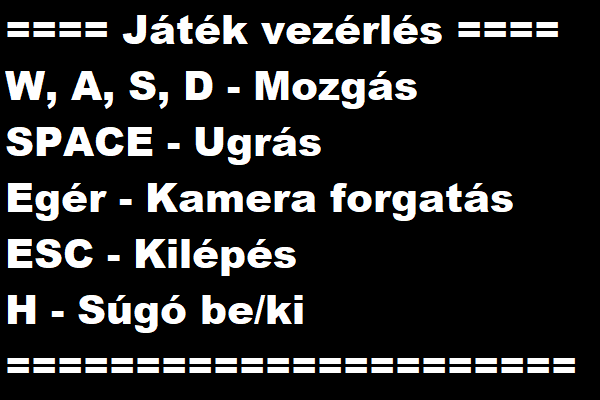 ==== Játék vezérlés ====
W, A, S, D - Mozgás
SPACE - Ugrás
Egér - Kamera forgatás
ESC - Kilépés
H - Súgó be/ki
======================